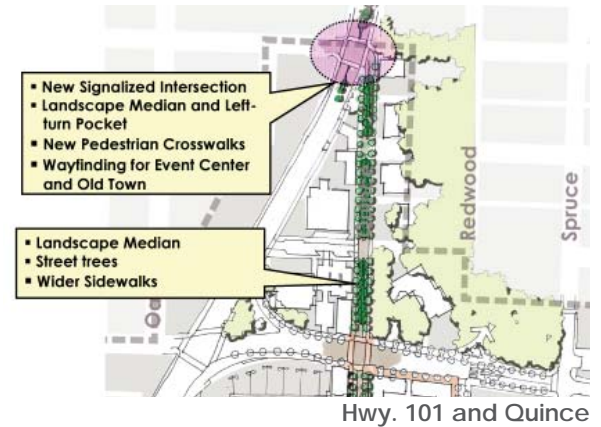 ▪ New Signalized Intersection
▪ Landscape Median and Left-
turn Pocket
▪ New Pedestrian Crosswalks
▪ Wayfinding for Event Center
and Old Town
▪ Landscape Median
▪ Street trees
▪ Wider Sidewalks
Redwood
Spruce
Hwy. 101 and Quince